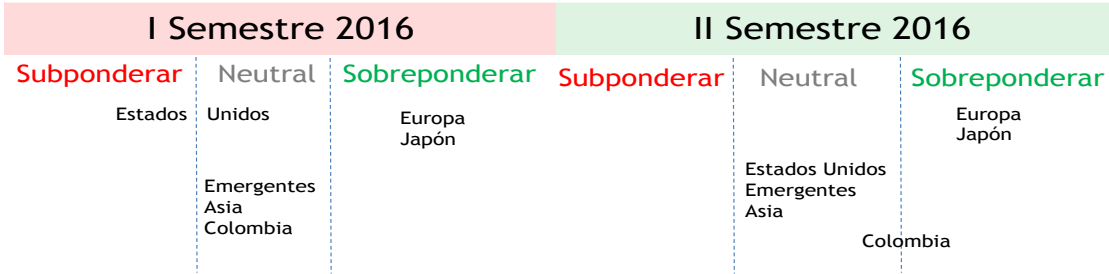 I Semestre 2016
II Semestre 2016
Subponderar
Neutral
Sobreponderar
Subponderar
Neutral
Sobreponderar
Estados Unidos
Europa
Japón
Emergentes
Asia
Colombia
Europa
Japón
Estados Unidos
Emergentes
Asia
Colombia